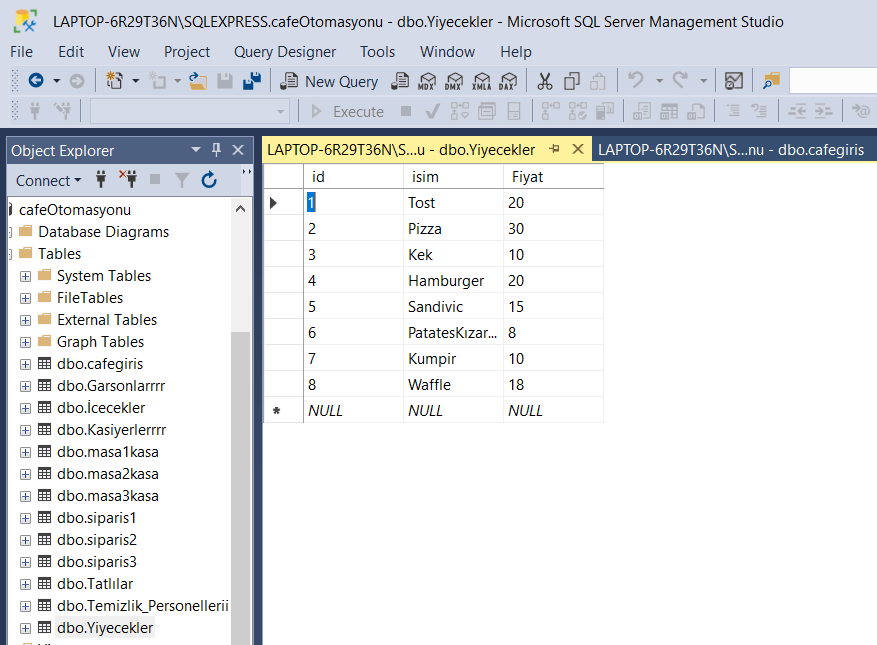 LAPTOP-6R29T36N\SQLEXPRESS.cafeOtomasyonu - dbo.Yiyecekler - Microsoft SQL Server Management Studio
File Edit View Project Query Designer Tools Window Help
New Query MDX DMX XMLA DAX
Execute
Object Explorer
LAPTOP-6R29T36N\S...u - dbo.Yiyecekler LAPTOP-6R29T36N\S...nu - dbo.cafegiris
Connect
cafeOtomasyonu
Database Diagrams
Tables
System Tables
FileTables
External Tables
Graph Tables
dbo.cafegiris
dbo.Garsonlarrrr
dbo.İcecekler
dbo.Kasiyerlerrrr
dbo.masa1kasa
dbo.masa2kasa
dbo.masa3kasa
dbo.siparis1
dbo.siparis2
dbo.siparis3
dbo.Tatlılar
dbo.Temizlik_Personellerii
dbo.Yiyecekler
id isim Fiyat
1 Tost 20
2 Pizza 30
3 Kek 10
4 Hamburger 20
5 Sandivic 15
6 PatatesKızar... 8
7 Kumpir 10
8 Waffle 18
NULL NULL NULL